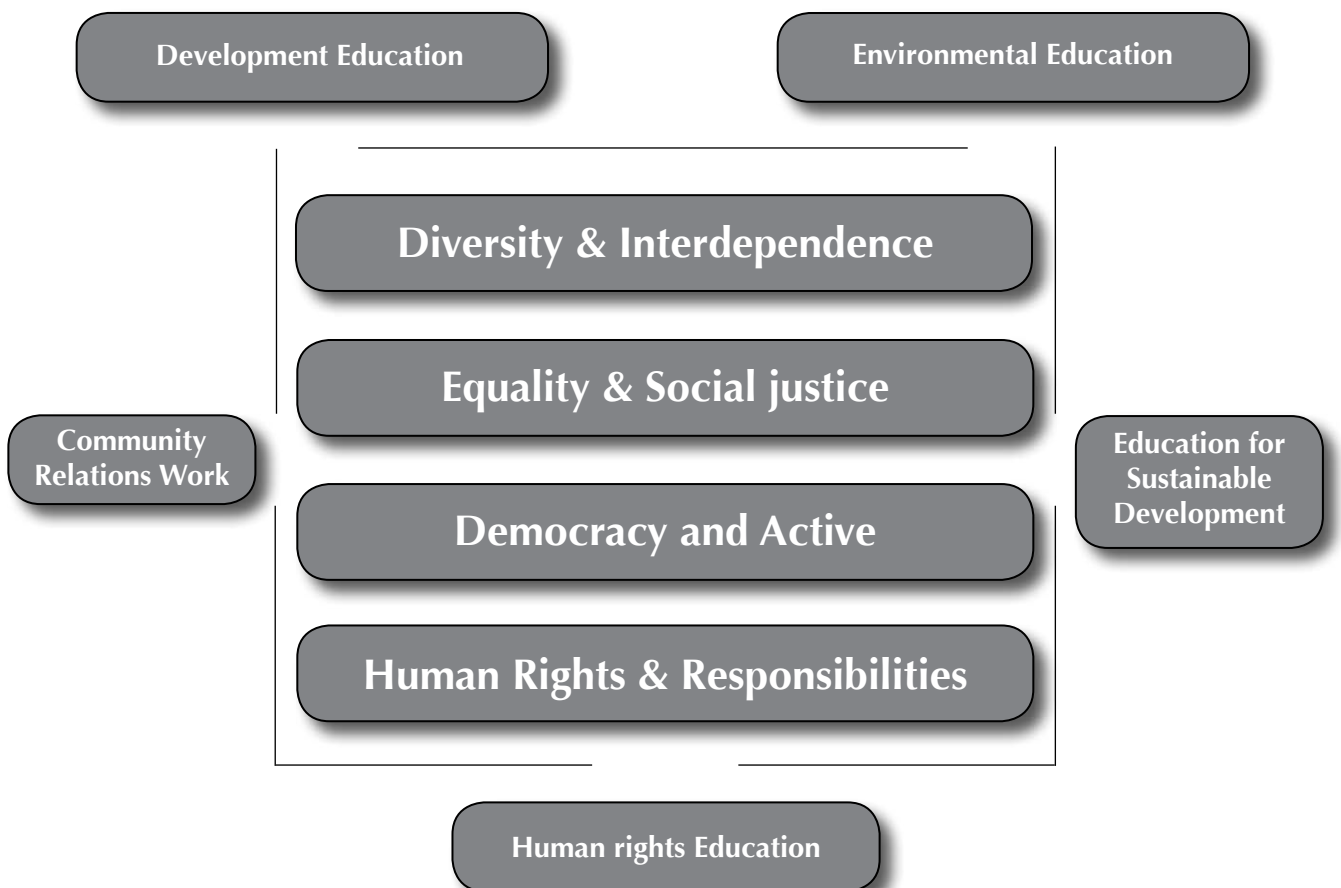 Development Education
Environmental Education
Diversity & Interdependence
Equality & Social justice
Community
Relations Work
Education for
Sustainable
Development
Democracy and Active
Human Rights & Responsibilities
Human rights Education